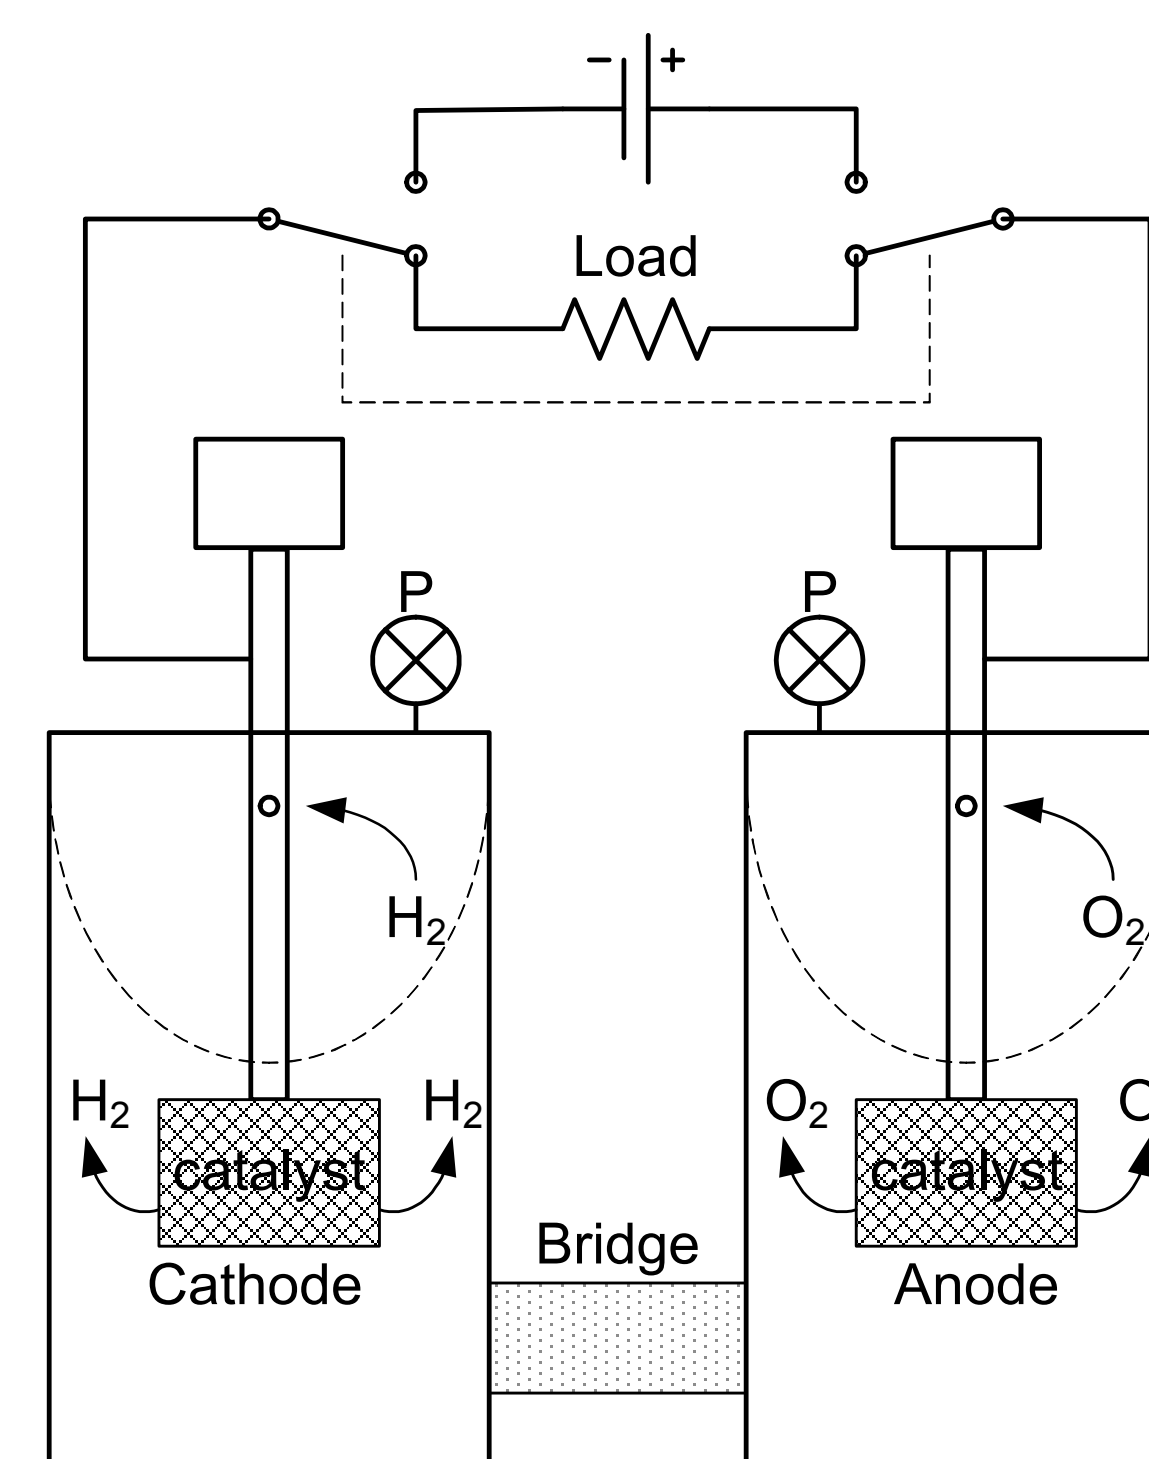 − +
Load
P
P
H₂
O₂
H₂
H₂
O₂
catalyst
catalyst
Bridge
Cathode
Anode